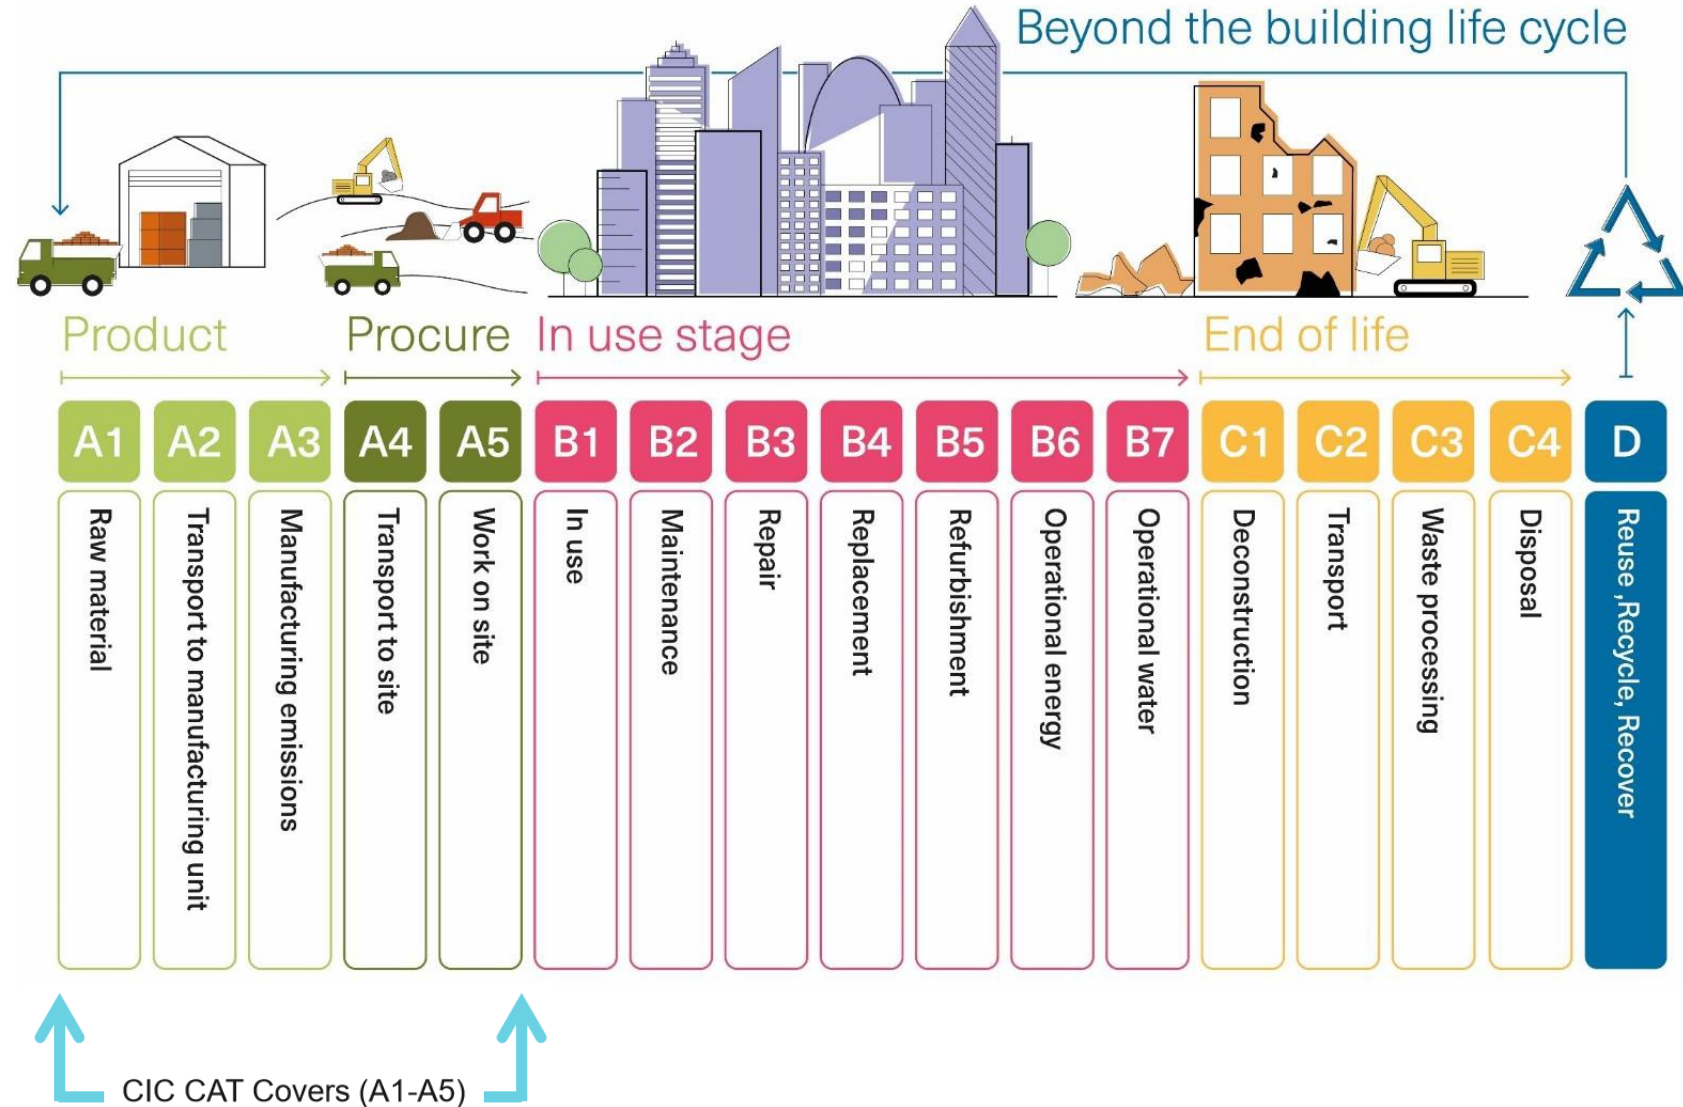 Beyond the building life cycle
Product
Procure
In use stage
End of life
A1
A2
A3
A4
A5
B1
B2
B3
B4
B5
B6
B7
C1
C2
C3
C4
D
Raw material
Transport to manufacturing unit
Manufacturing emissions
Transport to site
Work on site
In use
Maintenance
Repair
Replacement
Refurbishment
Operational energy
Operational water
Deconstruction
Transport
Waste processing
Disposal
Reuse ,Recycle, Recover
CIC CAT Covers (A1-A5)